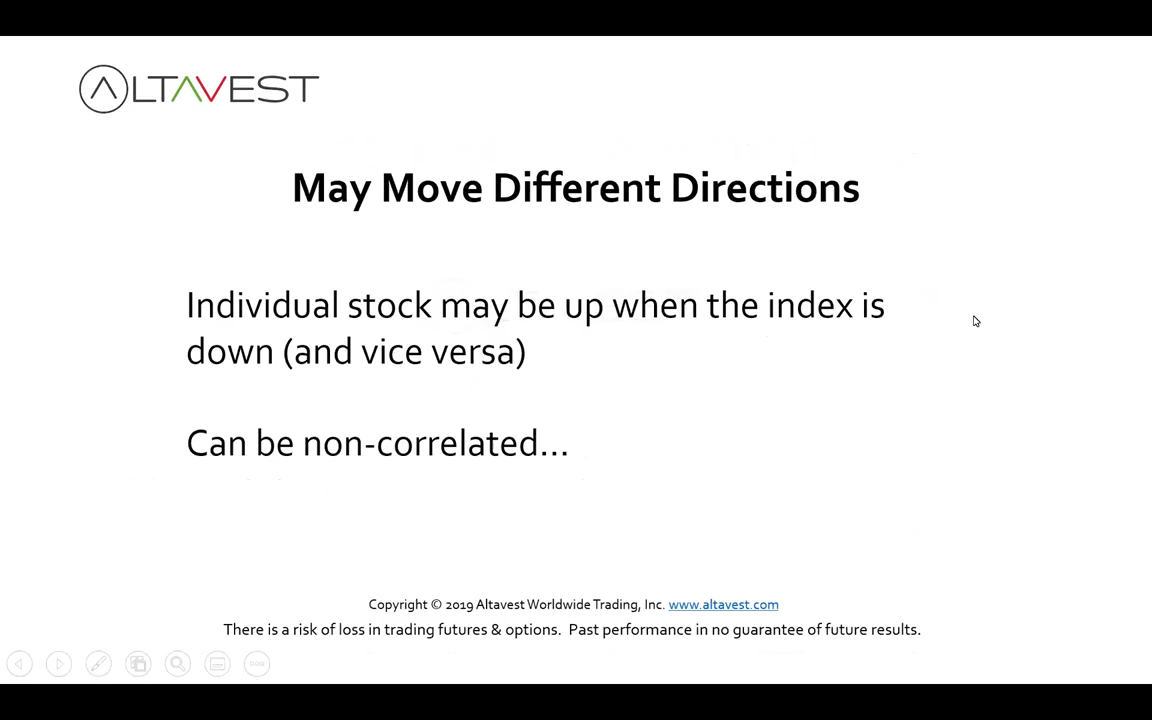 ALTAVEST
May Move Different Directions
Individual stock may be up when the index is
down (and vice versa)
Can be non-correlated...
Copyright © 2019 Altavest Worldwide Trading, Inc. www.altavest.com
There is a risk of loss in trading futures & options.  Past performance in no guarantee of future results.